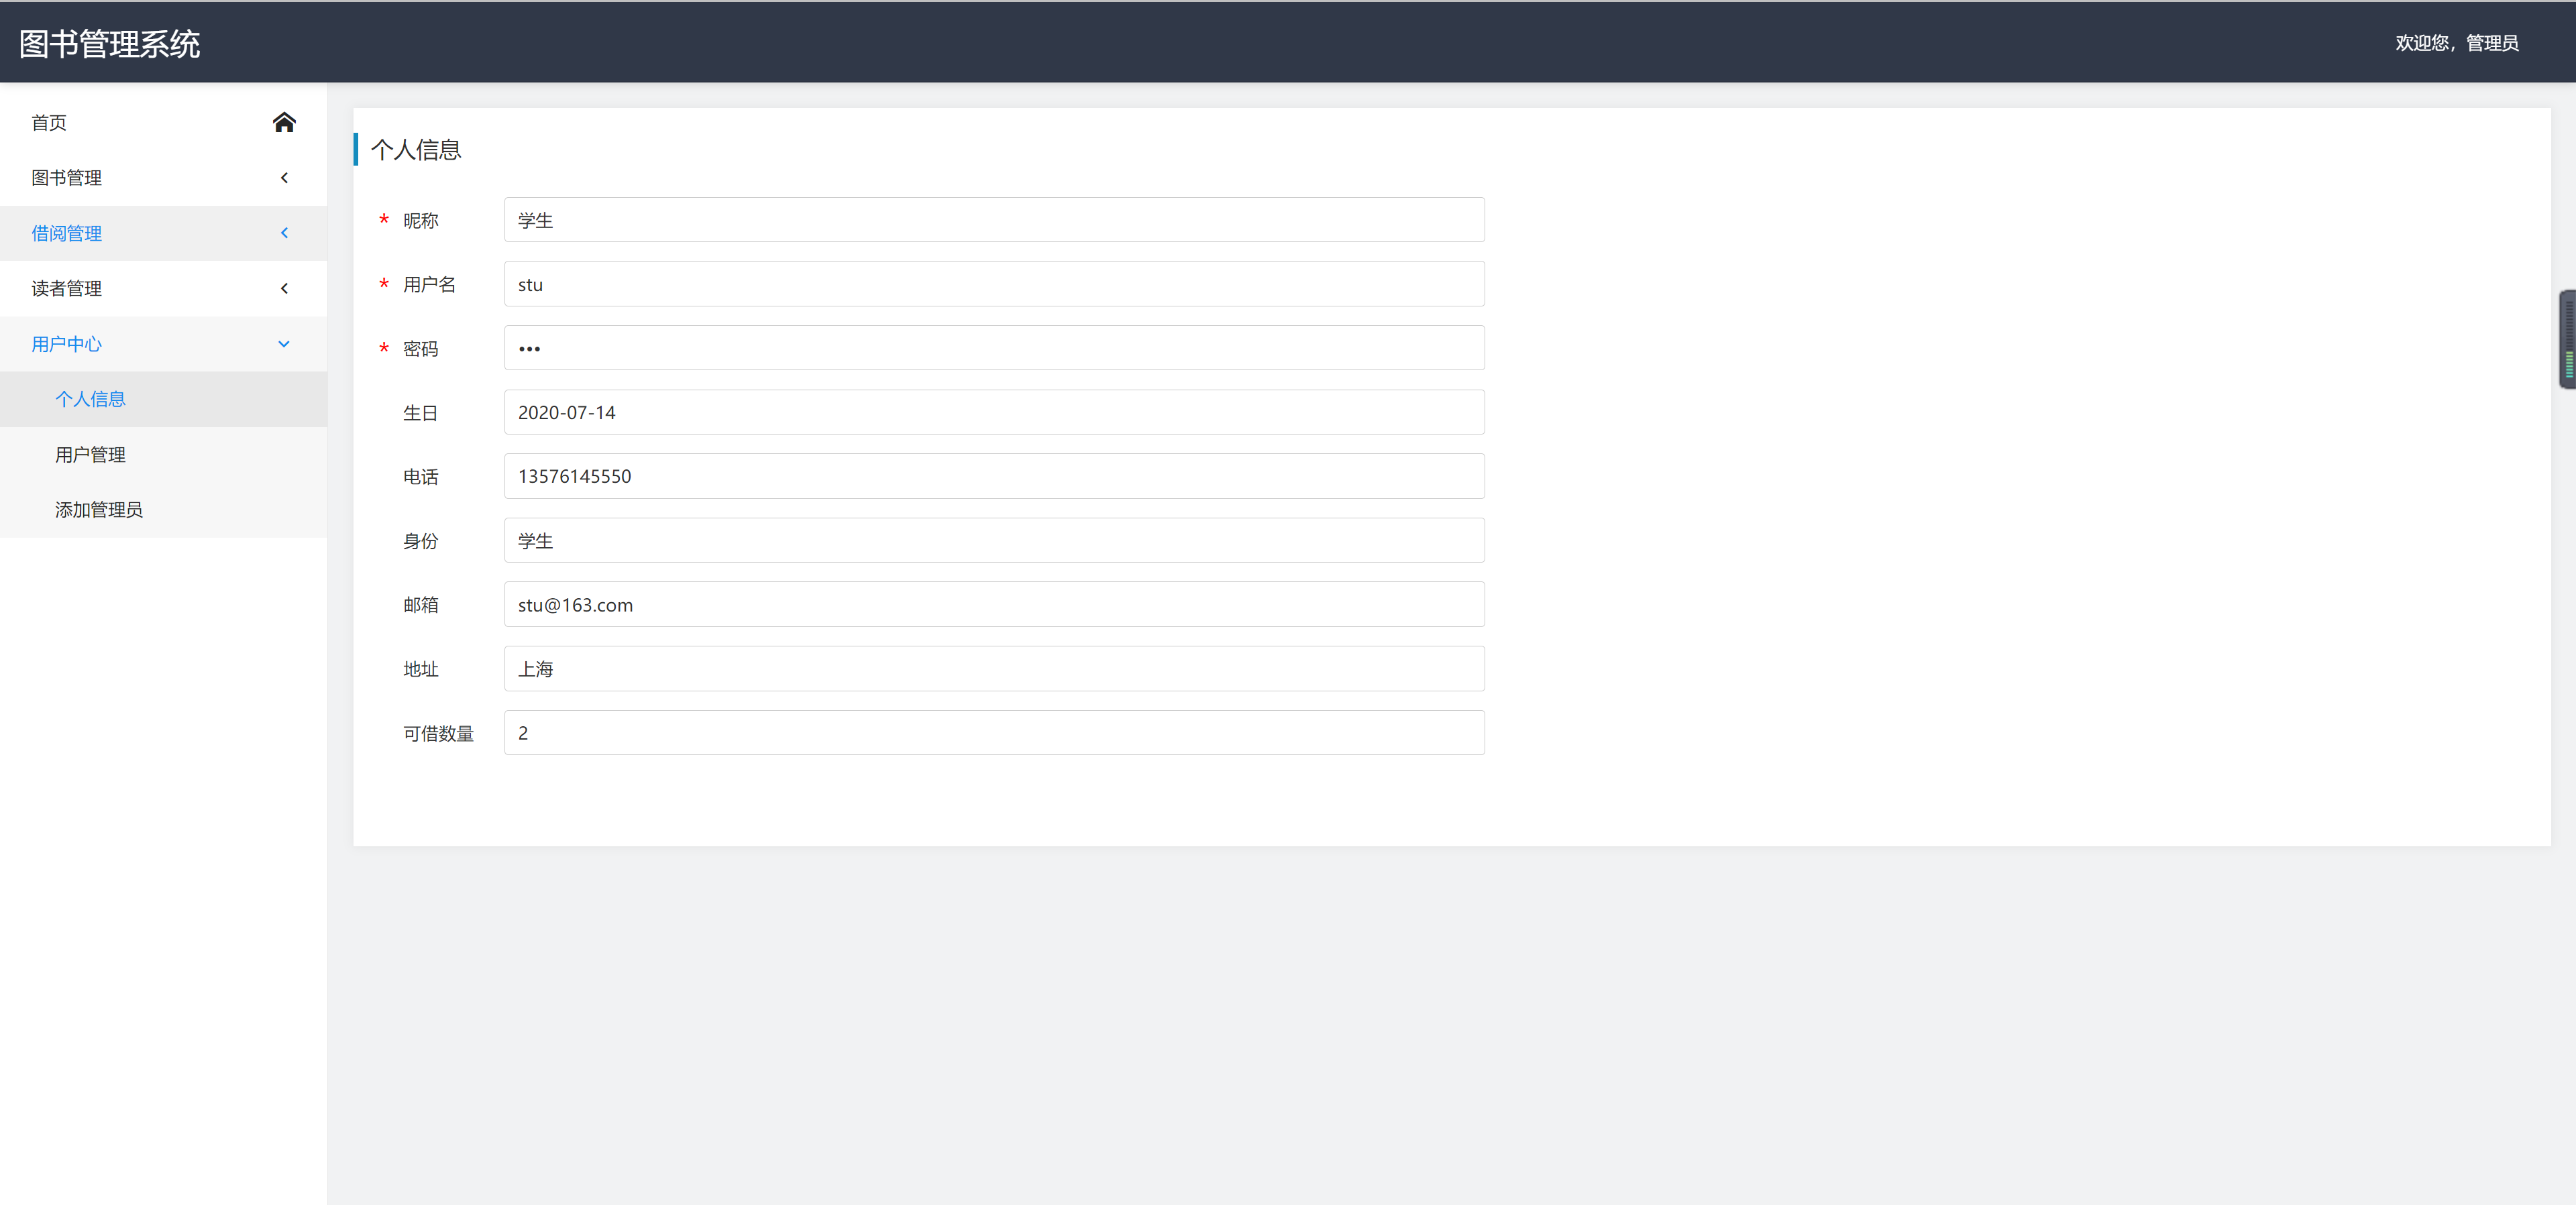 图书管理系统
欢迎您，管理员
首页
图书管理
借阅管理
读者管理
用户中心
个人信息
用户管理
添加管理员
个人信息
* 昵称 学生
* 用户名 stu
* 密码 •••
生日 2020-07-14
电话 13576145550
身份 学生
邮箱 stu@163.com
地址 上海
可借数量 2